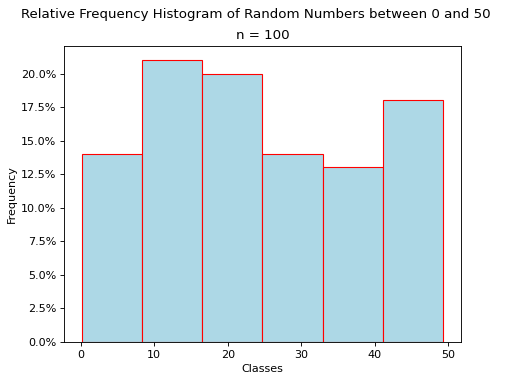 Relative Frequency Histogram of Random Numbers between 0 and 50
n = 100
20.0%
17.5%
15.0%
12.5%
10.0%
7.5%
5.0%
2.5%
0.0%
Frequency
0 10 20 30 40 50
Classes